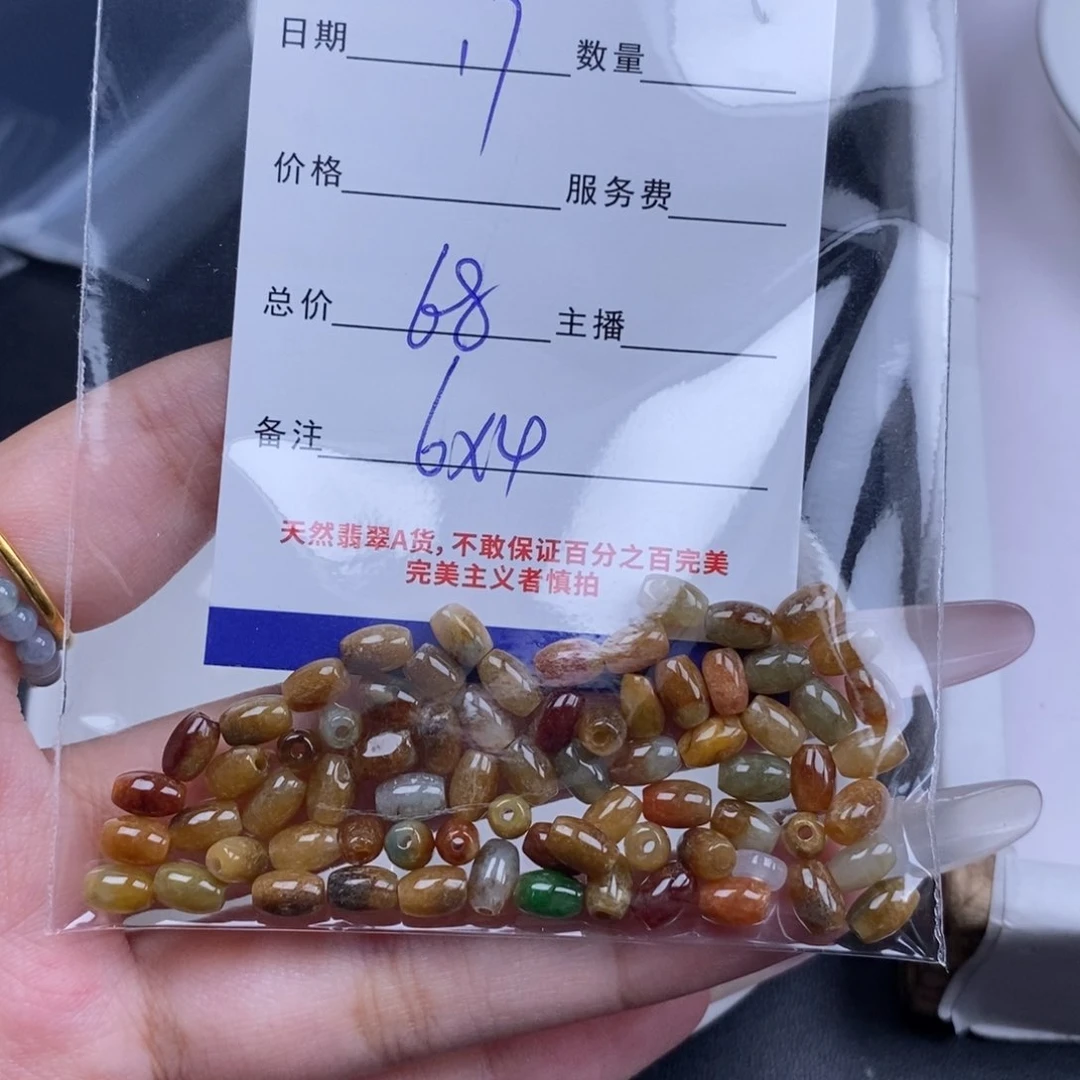 日期 17 数量
价格 服务费
总价 68 主播
备注 6x4
天然翡翠A货,不敢保证百分之百完美
完美主义者慎拍